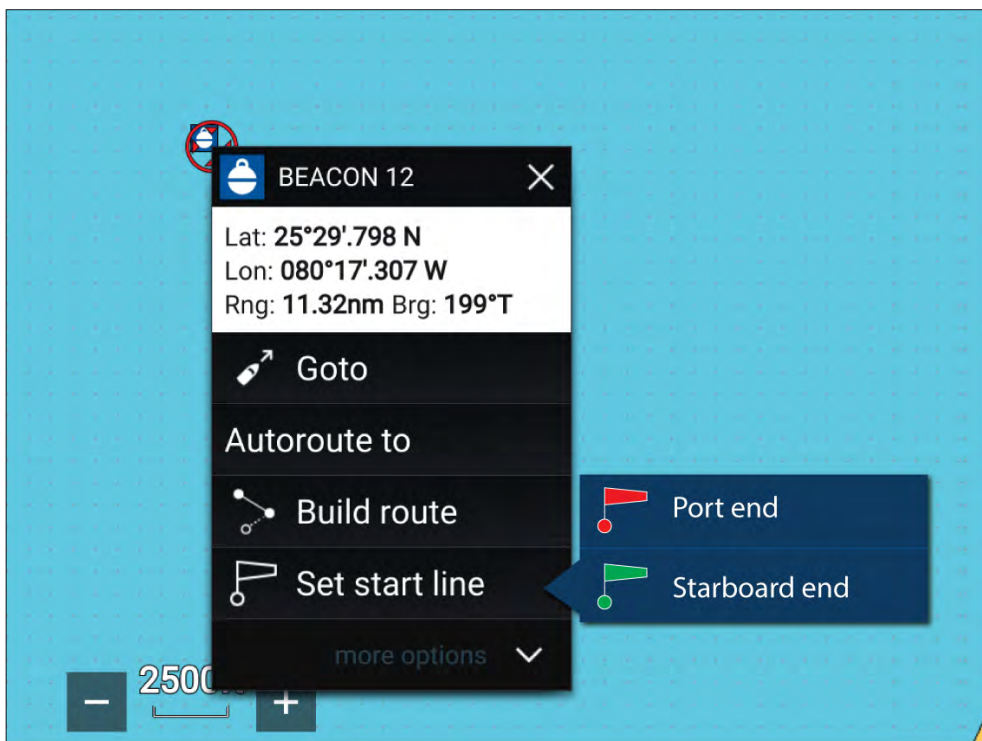 BEACON 12
Lat: 25°29'.798 N
Lon: 080°17'.307 W
Rng: 11.32nm Brg: 199°T
Goto
Autoroute to
Build route
Port end
Set start line
Starboard end
more options